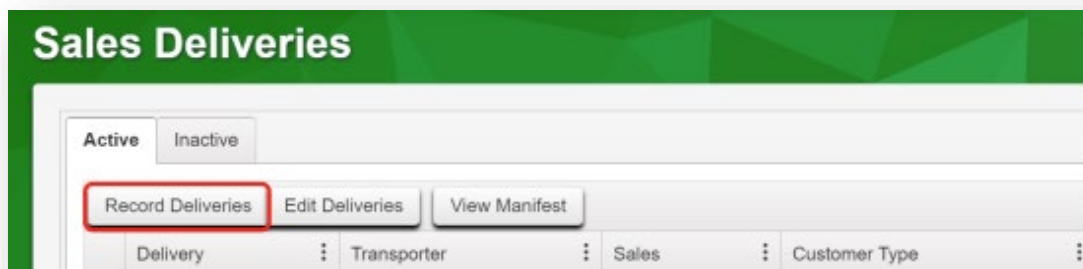 Sales Deliveries
Active Inactive
Record Deliveries Edit Deliveries View Manifest
Delivery Transporter Sales Customer Type